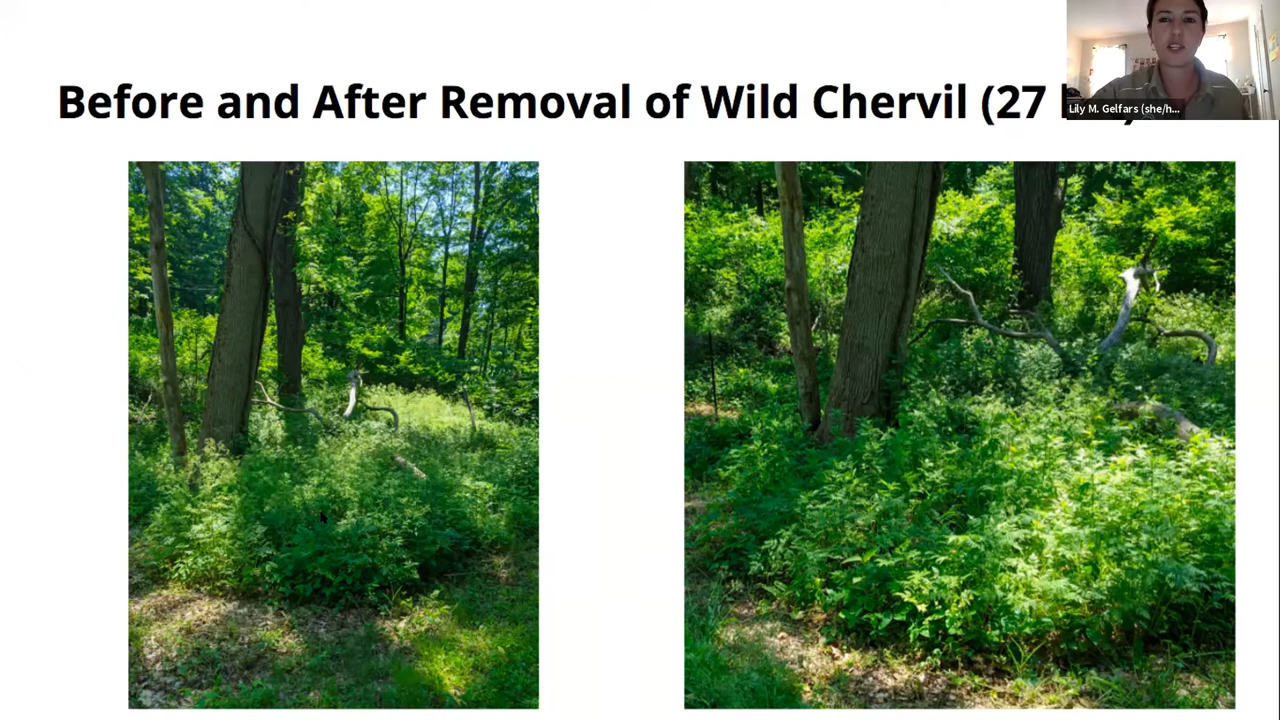 Before and After Removal of Wild Chervil (27
Lily M. Gelfars (she/h...